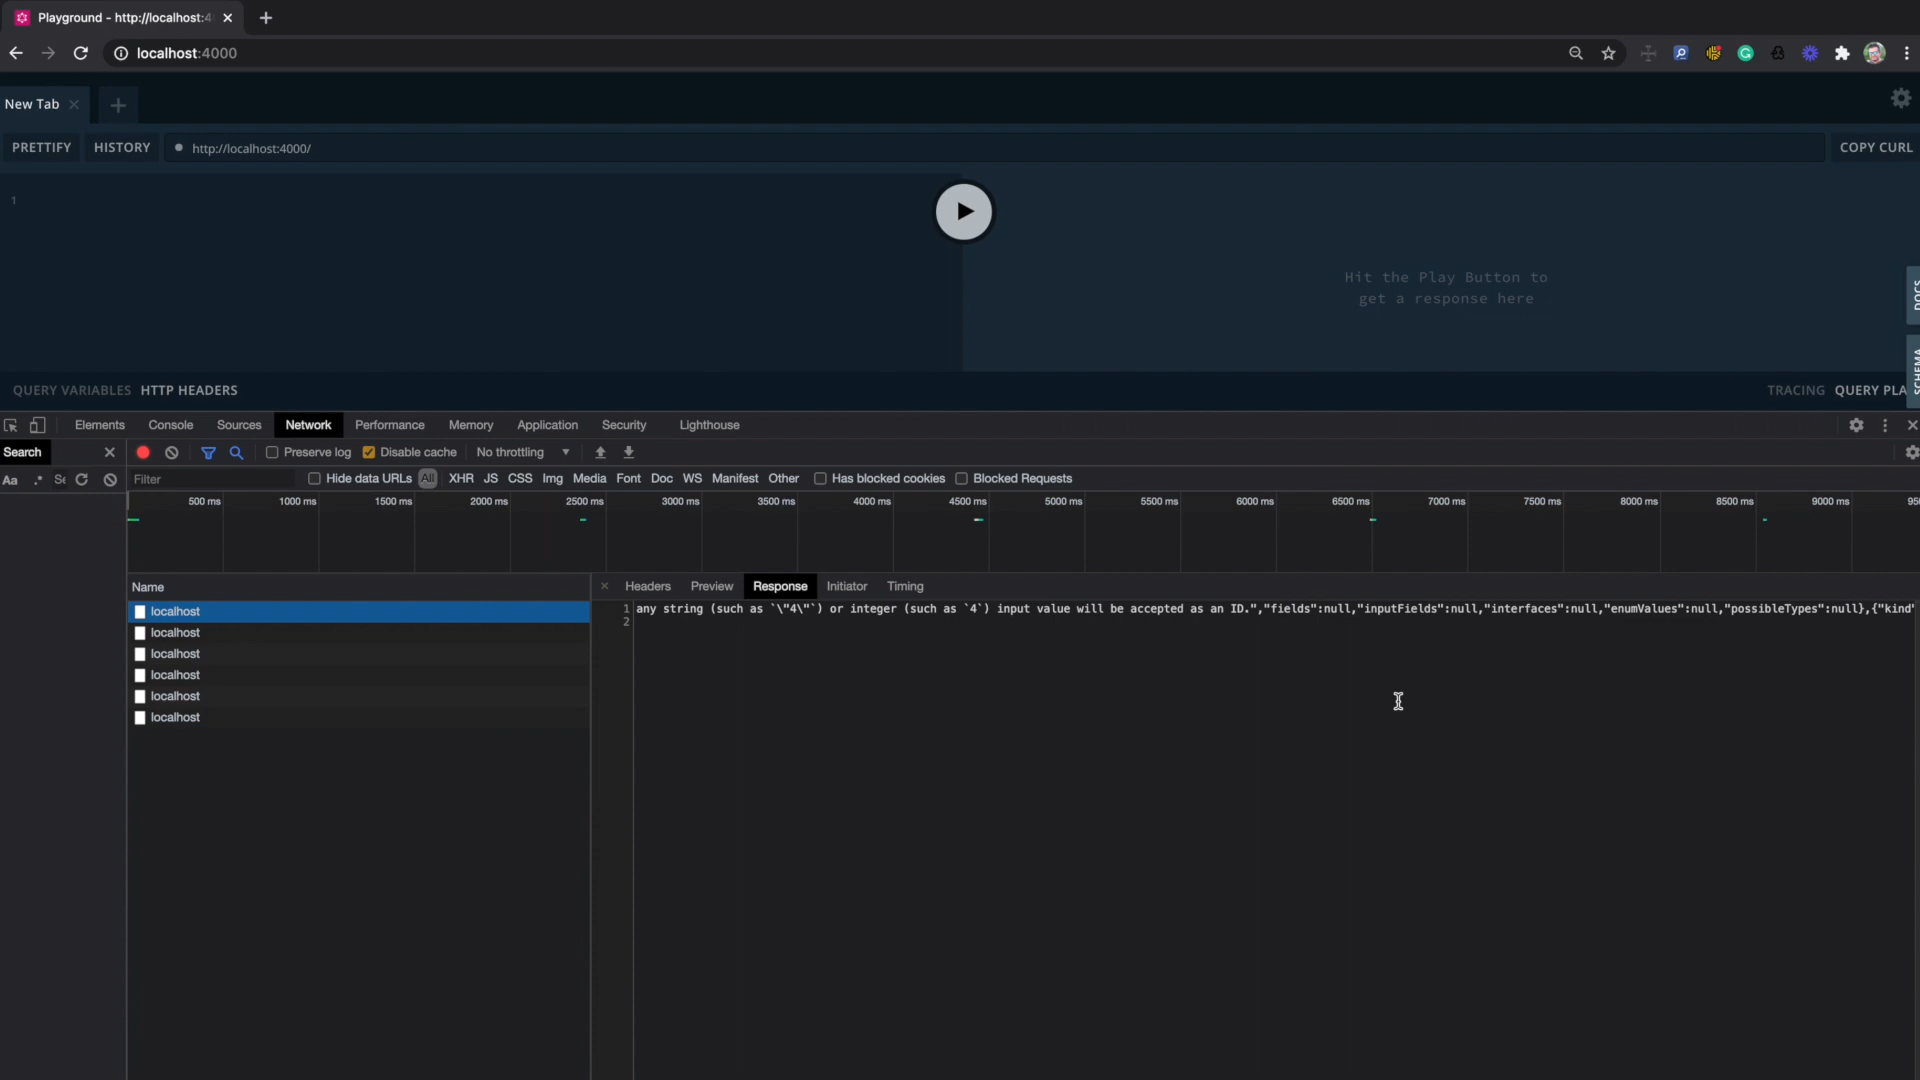 Playground - http://localhost:4
localhost:4000
New Tab
PRETTIFY HISTORY http://localhost:4000/ COPY CURL
1
Hit the Play Button to
get a response here
DOCS
SCHEMA
QUERY VARIABLES HTTP HEADERS TRACING QUERY PLA
Elements Console Sources Network Performance Memory Application Security Lighthouse
Search Preserve log Disable cache No throttling
Aa .* Se Filter Hide data URLs All XHR JS CSS Img Media Font Doc WS Manifest Other Has blocked cookies Blocked Requests
500 ms 1000 ms 1500 ms 2000 ms 2500 ms 3000 ms 3500 ms 4000 ms 4500 ms 5000 ms 5500 ms 6000 ms 6500 ms 7000 ms 7500 ms 8000 ms 8500 ms 9000 ms 95
Name Headers Preview Response Initiator Timing
localhost
1 any string (such as `\"4\"`) or integer (such as `4`) input value will be accepted as an ID.","fields":null,"inputFields":null,"interfaces":null,"enumValues":null,"possibleTypes":null},{"kind"
2
localhost
localhost
localhost
localhost
localhost